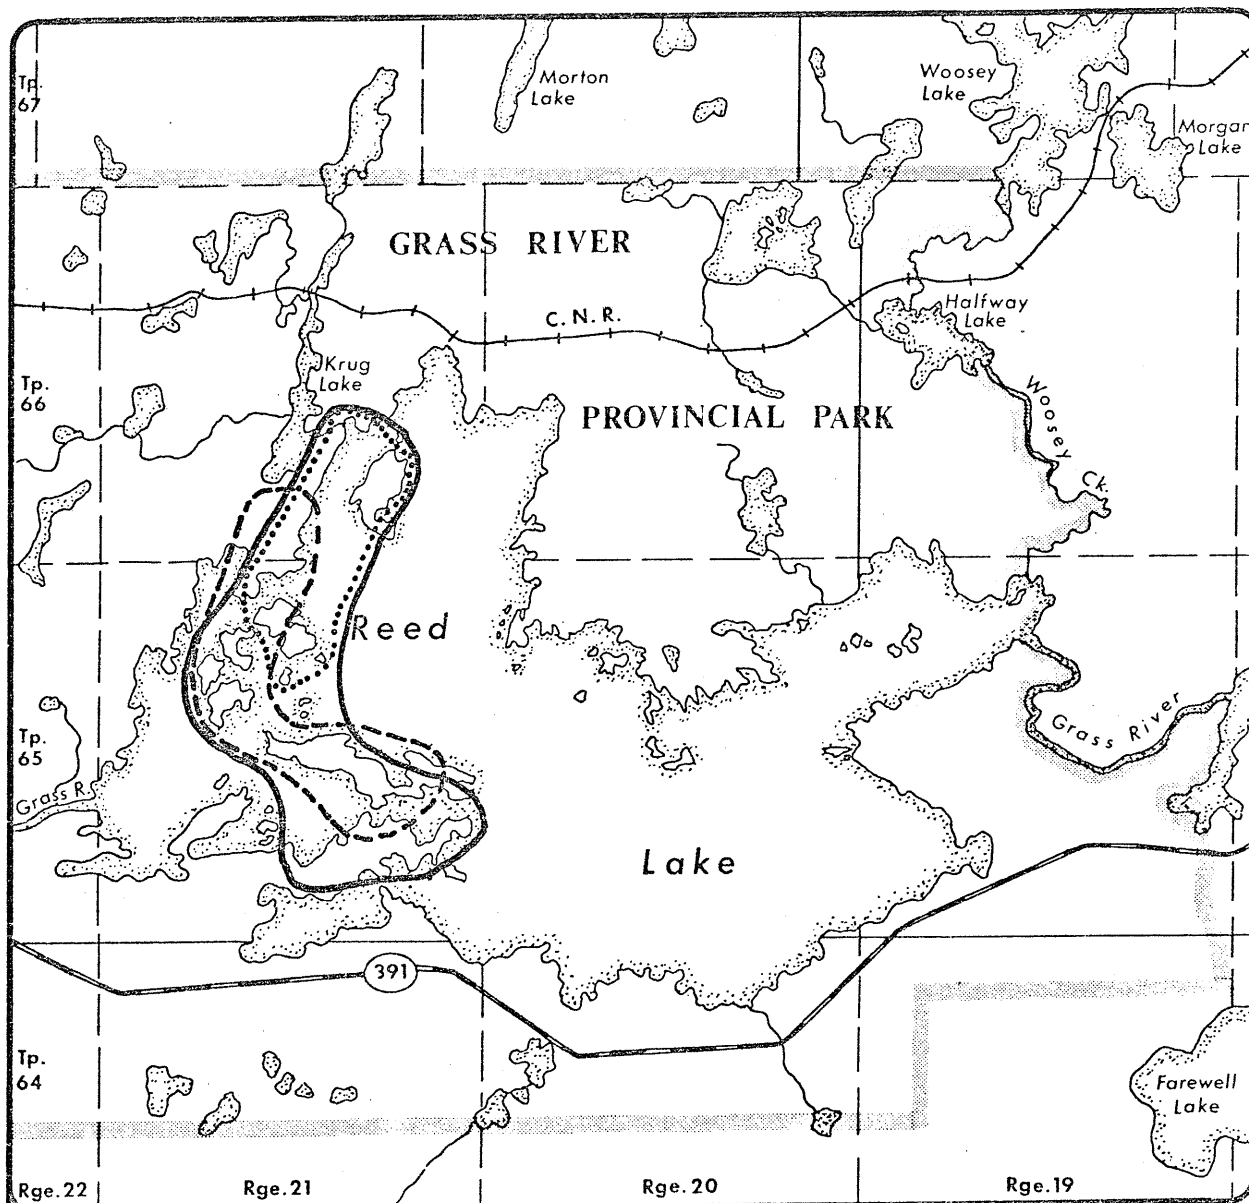 Tp.
67
Morton
Lake
Woosey
Lake
Morgan
Lake
GRASS RIVER
C. N. R.
Halfway
Lake
Krug
Lake
Tp.
66
PROVINCIAL PARK
Woosey Ck.
Reed
Tp.
65
Grass River
Grass R.
Lake
391
Tp.
64
Farewell
Lake
Rge. 22
Rge. 21
Rge. 20
Rge. 19